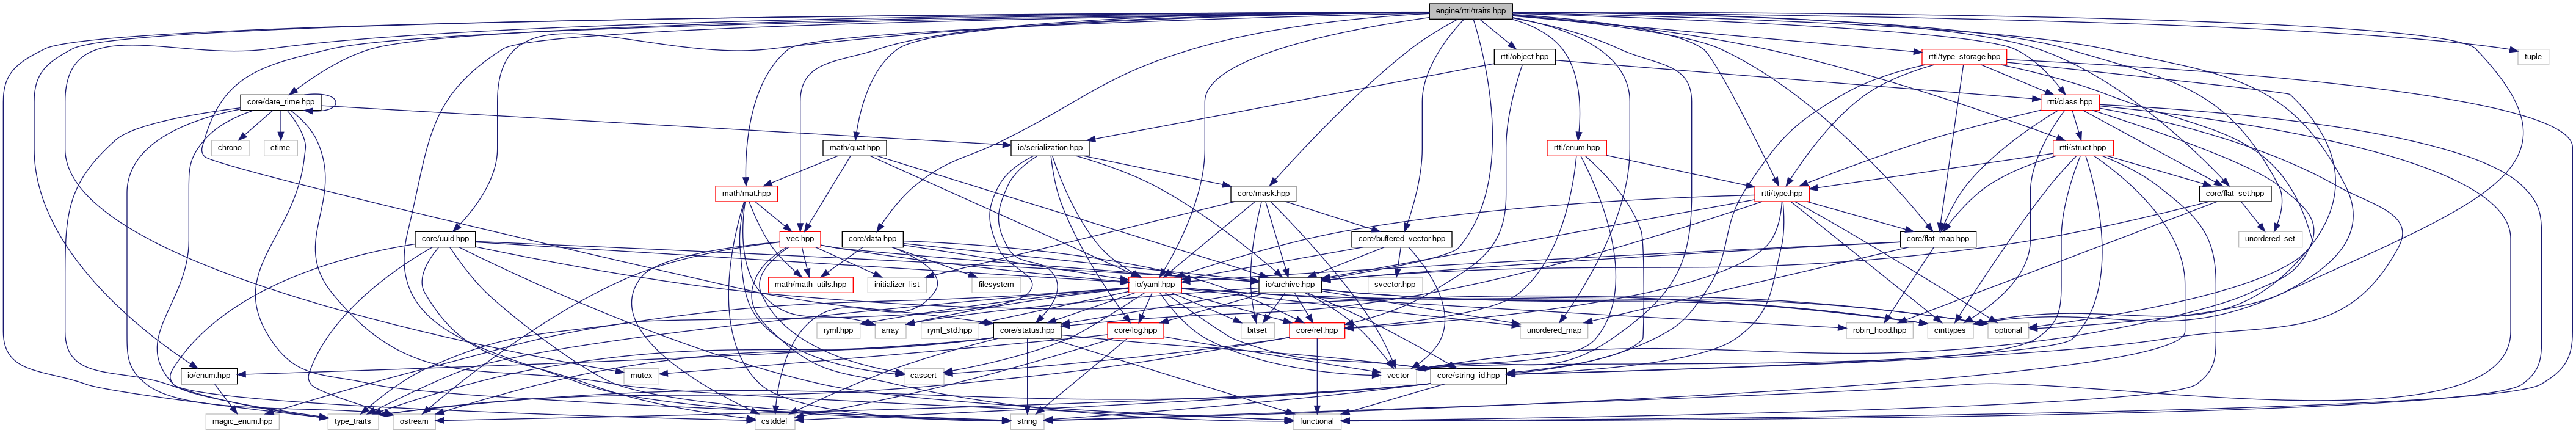 engine/rtti/traits.hpp
rtti/object.hpp
rtti/type_storage.hpp
tuple
core/date_time.hpp
rtti/class.hpp
chrono
ctime
math/quat.hpp
io/serialization.hpp
rtti/enum.hpp
rtti/struct.hpp
math/mat.hpp
core/mask.hpp
rtti/type.hpp
core/flat_set.hpp
core/uuid.hpp
vec.hpp
core/data.hpp
core/buffered_vector.hpp
core/flat_map.hpp
unordered_set
math/math_utils.hpp
initializer_list
filesystem
io/yaml.hpp
io/archive.hpp
svector.hpp
ryml.hpp
array
ryml_std.hpp
core/status.hpp
core/log.hpp
bitset
core/ref.hpp
unordered_map
robin_hood.hpp
cinttypes
optional
io/enum.hpp
mutex
cassert
vector
core/string_id.hpp
magic_enum.hpp
type_traits
ostream
cstddef
string
functional